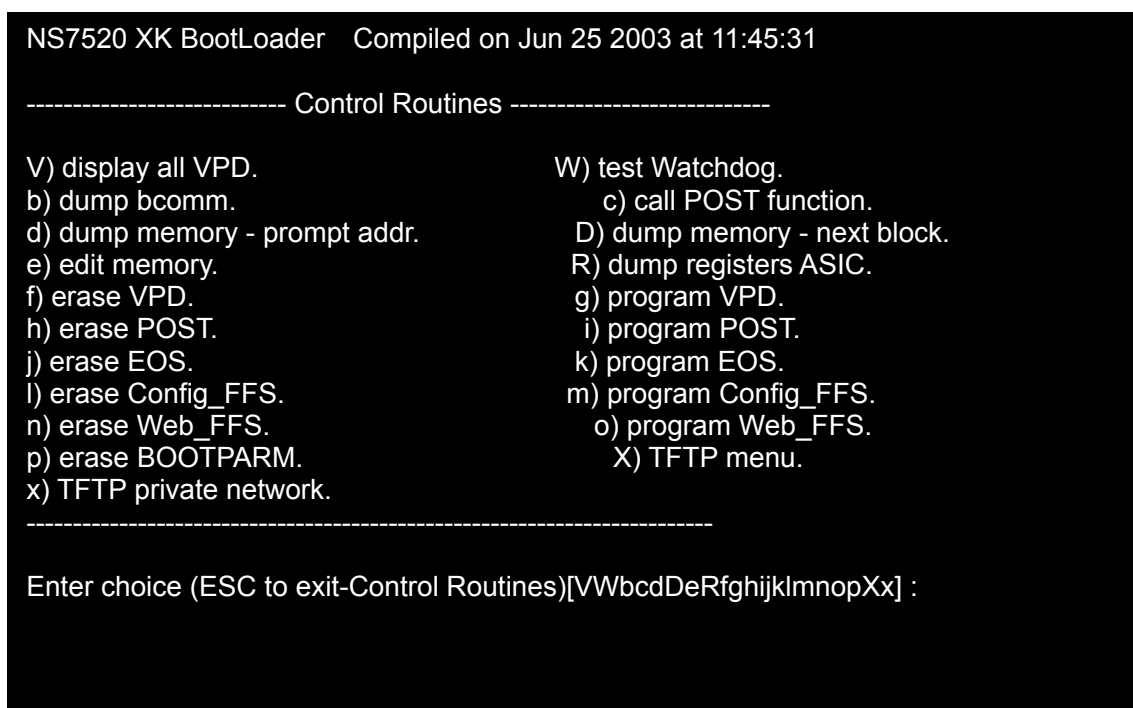 NS7520 XK BootLoader Compiled on Jun 25 2003 at 11:45:31
---------------------------- Control Routines ----------------------------
V) display all VPD. W) test Watchdog.
b) dump bcomm. c) call POST function.
d) dump memory - prompt addr. D) dump memory - next block.
e) edit memory. R) dump registers ASIC.
f) erase VPD. g) program VPD.
h) erase POST. i) program POST.
j) erase EOS. k) program EOS.
l) erase Config_FFS. m) program Config_FFS.
n) erase Web_FFS. o) program Web_FFS.
p) erase BOOTPARM. X) TFTP menu.
x) TFTP private network.
--------------------------------------------------------------------------
Enter choice (ESC to exit-Control Routines)[VWbcdDeRfghijklmnopXx] :